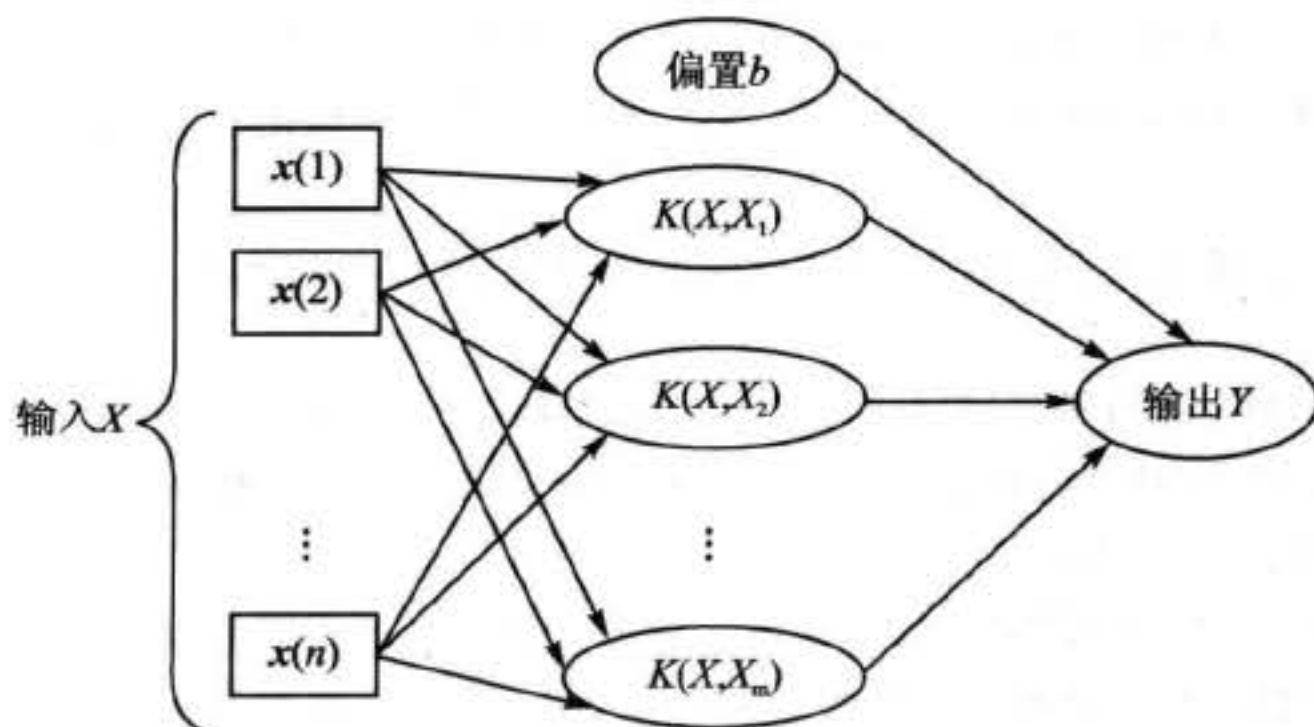 偏置b
x(1)
K(X,X₁)
x(2)
K(X,X₂)
输入X
输出Y
⋮
⋮
x(n)
K(X,Xₘ)